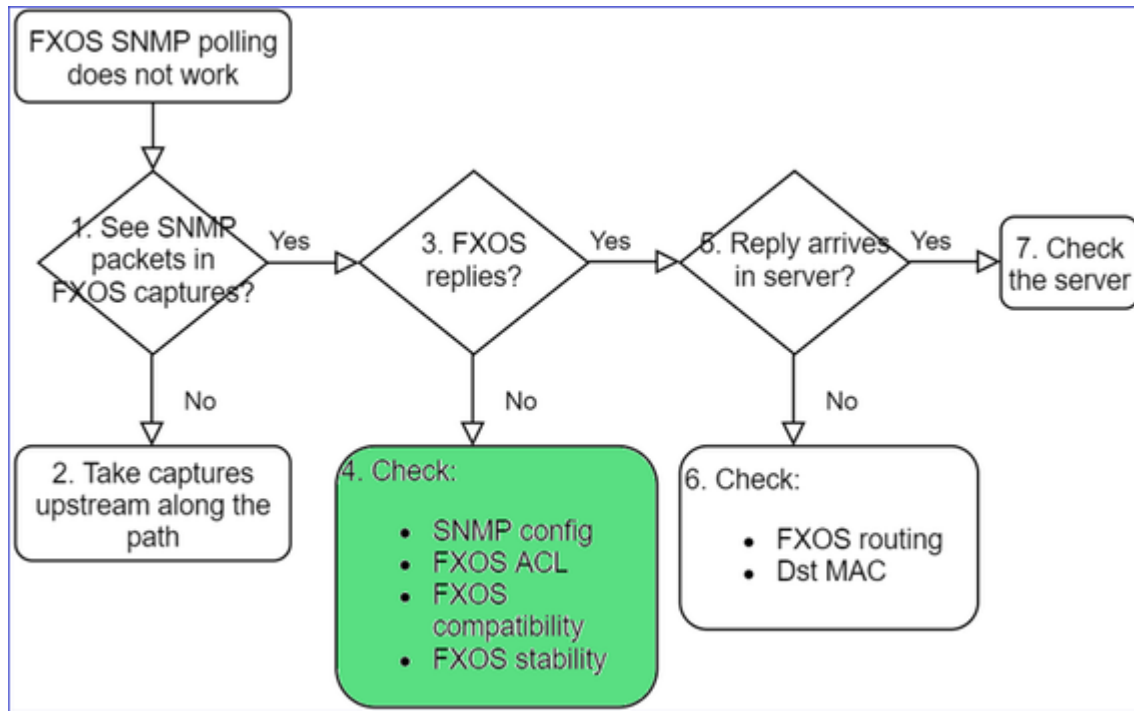 FXOS SNMP polling
does not work
1. See SNMP
packets in
FXOS captures?
Yes
3. FXOS
replies?
Yes
5. Reply arrives
in server?
Yes
7. Check
the server
No
No
No
2. Take captures
upstream along the
path
4. Check:
• SNMP config
• FXOS ACL
• FXOS
compatibility
• FXOS stability
6. Check:
• FXOS routing
• Dst MAC